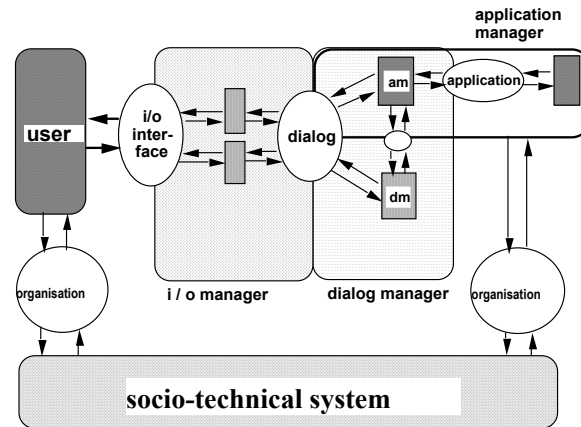 application
manager
am
application
user
i/o
inter-
face
dialog
dm
organisation
i / o manager
dialog manager
organisation
socio-technical system